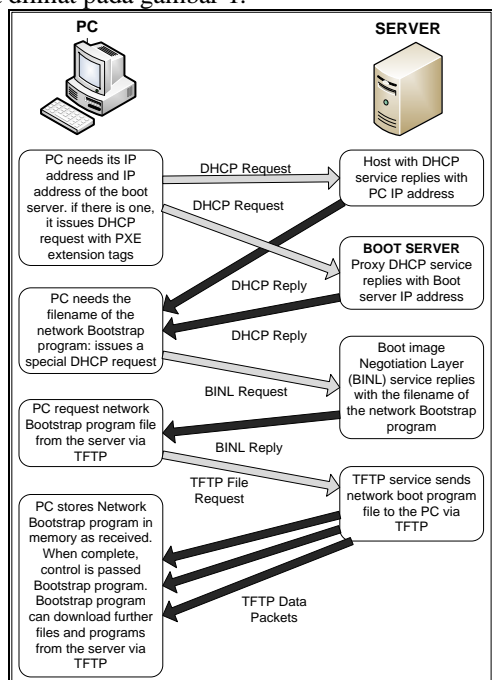 dilihat pada gambar 1.
PC
SERVER
PC needs its IP
address and IP
address of the boot
server. if there is one,
it issues DHCP
request with PXE
extension tags
DHCP Request
Host with DHCP
service replies with
PC IP address
DHCP Request
BOOT SERVER
Proxy DHCP service
replies with Boot
server IP address
DHCP Reply
PC needs the
filename of the
network Bootstrap
program: issues a
special DHCP request
DHCP Reply
BINL Request
Boot image
Negotiation Layer
(BINL) service replies
with the filename of
the network Bootstrap
program
PC request network
Bootstrap program file
from the server via
TFTP
BINL Reply
TFTP File
Request
TFTP service sends
network boot program
file to the PC via
TFTP
PC stores Network
Bootstrap program in
memory as received.
When complete,
control is passed
Bootstrap program.
Bootstrap program
can download further
files and programs
from the server via
TFTP
TFTP Data
Packets